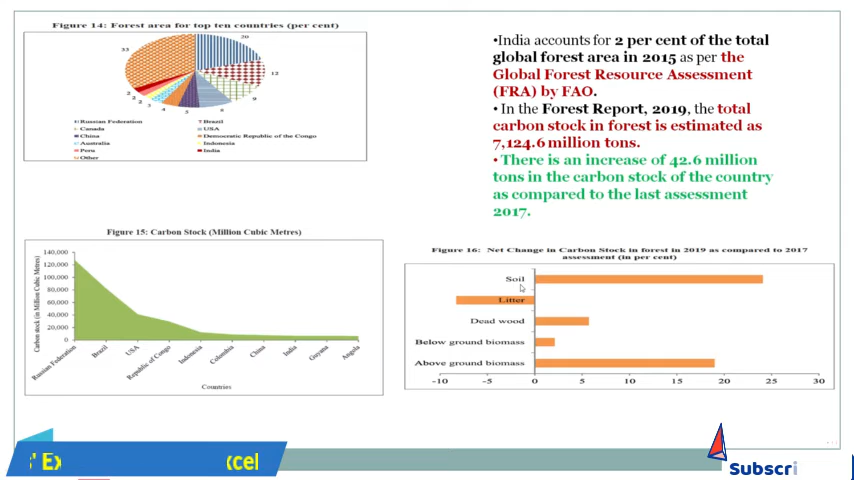 Figure 14: Forest area for top ten countries (per cent)
20
12
9
6
5
4
3
2
2
2
33
Russian Federation
Brazil
Canada
USA
China
Democratic Republic of the Congo
Australia
Indonesia
Peru
India
Other
•India accounts for 2 per cent of the total
global forest area in 2015 as per the
Global Forest Resource Assessment
(FRA) by FAO.
• In the Forest Report, 2019, the total
carbon stock in forest is estimated as
7,124.6 million tons.
• There is an increase of 42.6 million
tons in the carbon stock of the country
as compared to the last assessment
2017.
Figure 15: Carbon Stock (Million Cubic Metres)
Carbon stock (in Million Cubic Metres)
140,000
120,000
100,000
80,000
60,000
40,000
20,000
0
Russian Federation
Brazil
USA
Republic of Congo
Indonesia
Columbia
China
India
Guyana
Angola
Countries
Figure 16: Net Change in Carbon Stock in forest in 2019 as compared to 2017
assessment (in per cent)
Soil
Litter
Dead wood
Below ground biomass
Above ground biomass
-10 -5 0 5 10 15 20 25 30
' Ex xcel
Subscri